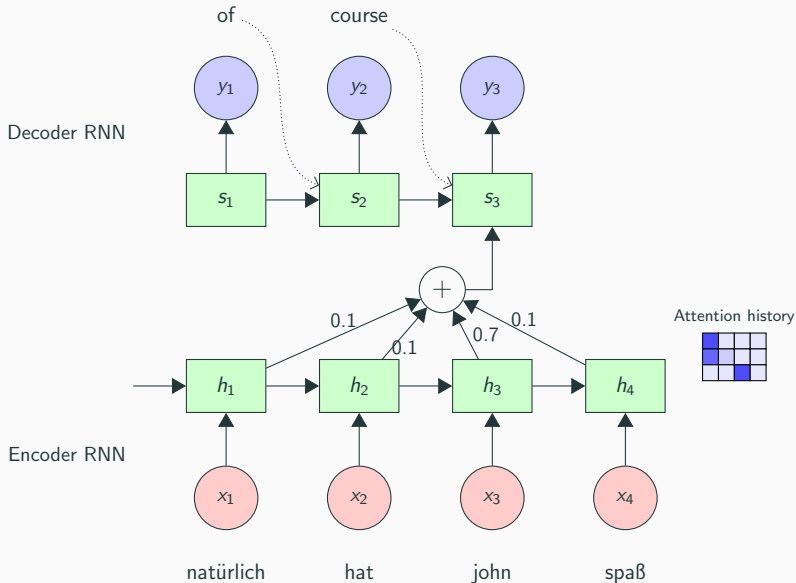 of course
y1 y2 y3
Decoder RNN
s1 s2 s3
+
0.1 0.1 0.7 0.1
Attention history
h1 h2 h3 h4
Encoder RNN
x1 x2 x3 x4
natürlich hat john spaß